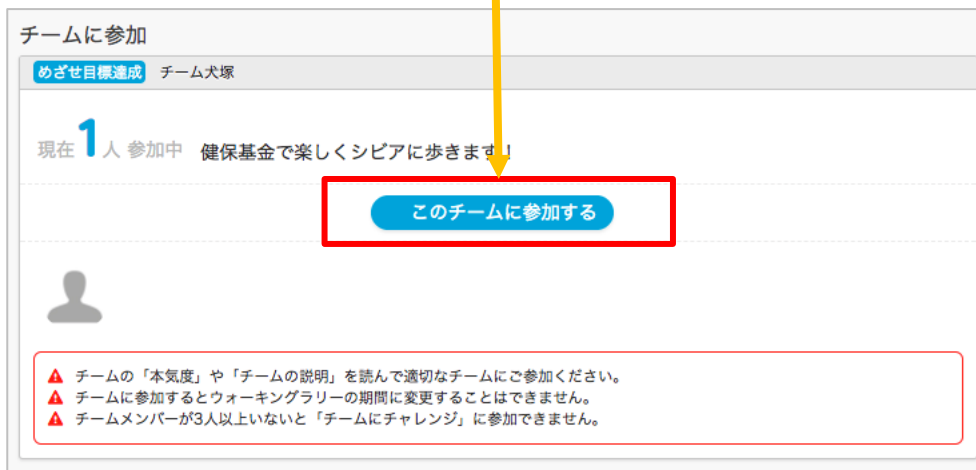 チームに参加
めざせ目標達成 チーム犬塚
現在 1 人 参加中 健保基金で楽しくシビアに歩きます!
このチームに参加する
チームの「本気度」や「チームの説明」を読んで適切なチームにご参加ください。
チームに参加するとウォーキングラリーの期間に変更することはできません。
チームメンバーが3人以上いないと「チームにチャレンジ」に参加できません。